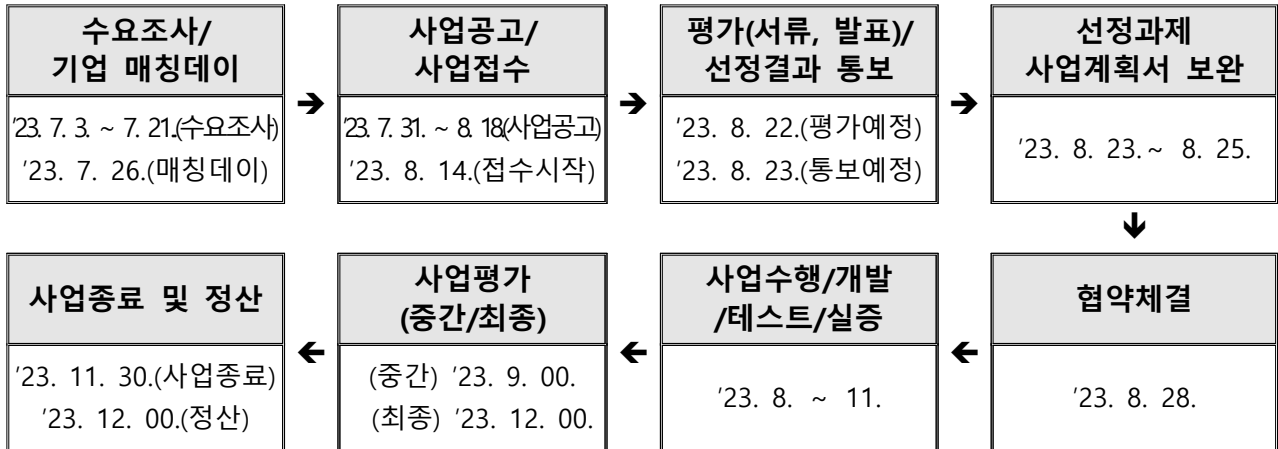 수요조사/
기업 매칭데이
'23. 7. 3. ~ 7. 21.(수요조사)
'23. 7. 26.(매칭데이)
➔
사업공고/
사업접수
'23. 7. 31. ~ 8. 18(사업공고)
'23. 8. 14.(접수시작)
➔
평가(서류, 발표)/
선정결과 통보
'23. 8. 22.(평가예정)
'23. 8. 23.(통보예정)
➔
선정과제
사업계획서 보완
'23. 8. 23.~ 8. 25.
🡳
협약체결
'23. 8. 28.
🡰
사업수행/개발
/테스트/실증
'23. 8. ~ 11.
🡰
사업평가
(중간/최종)
(중간) '23. 9. 00.
(최종) '23. 12. 00.
🡰
사업종료 및 정산
'23. 11. 30.(사업종료)
'23. 12. 00.(정산)